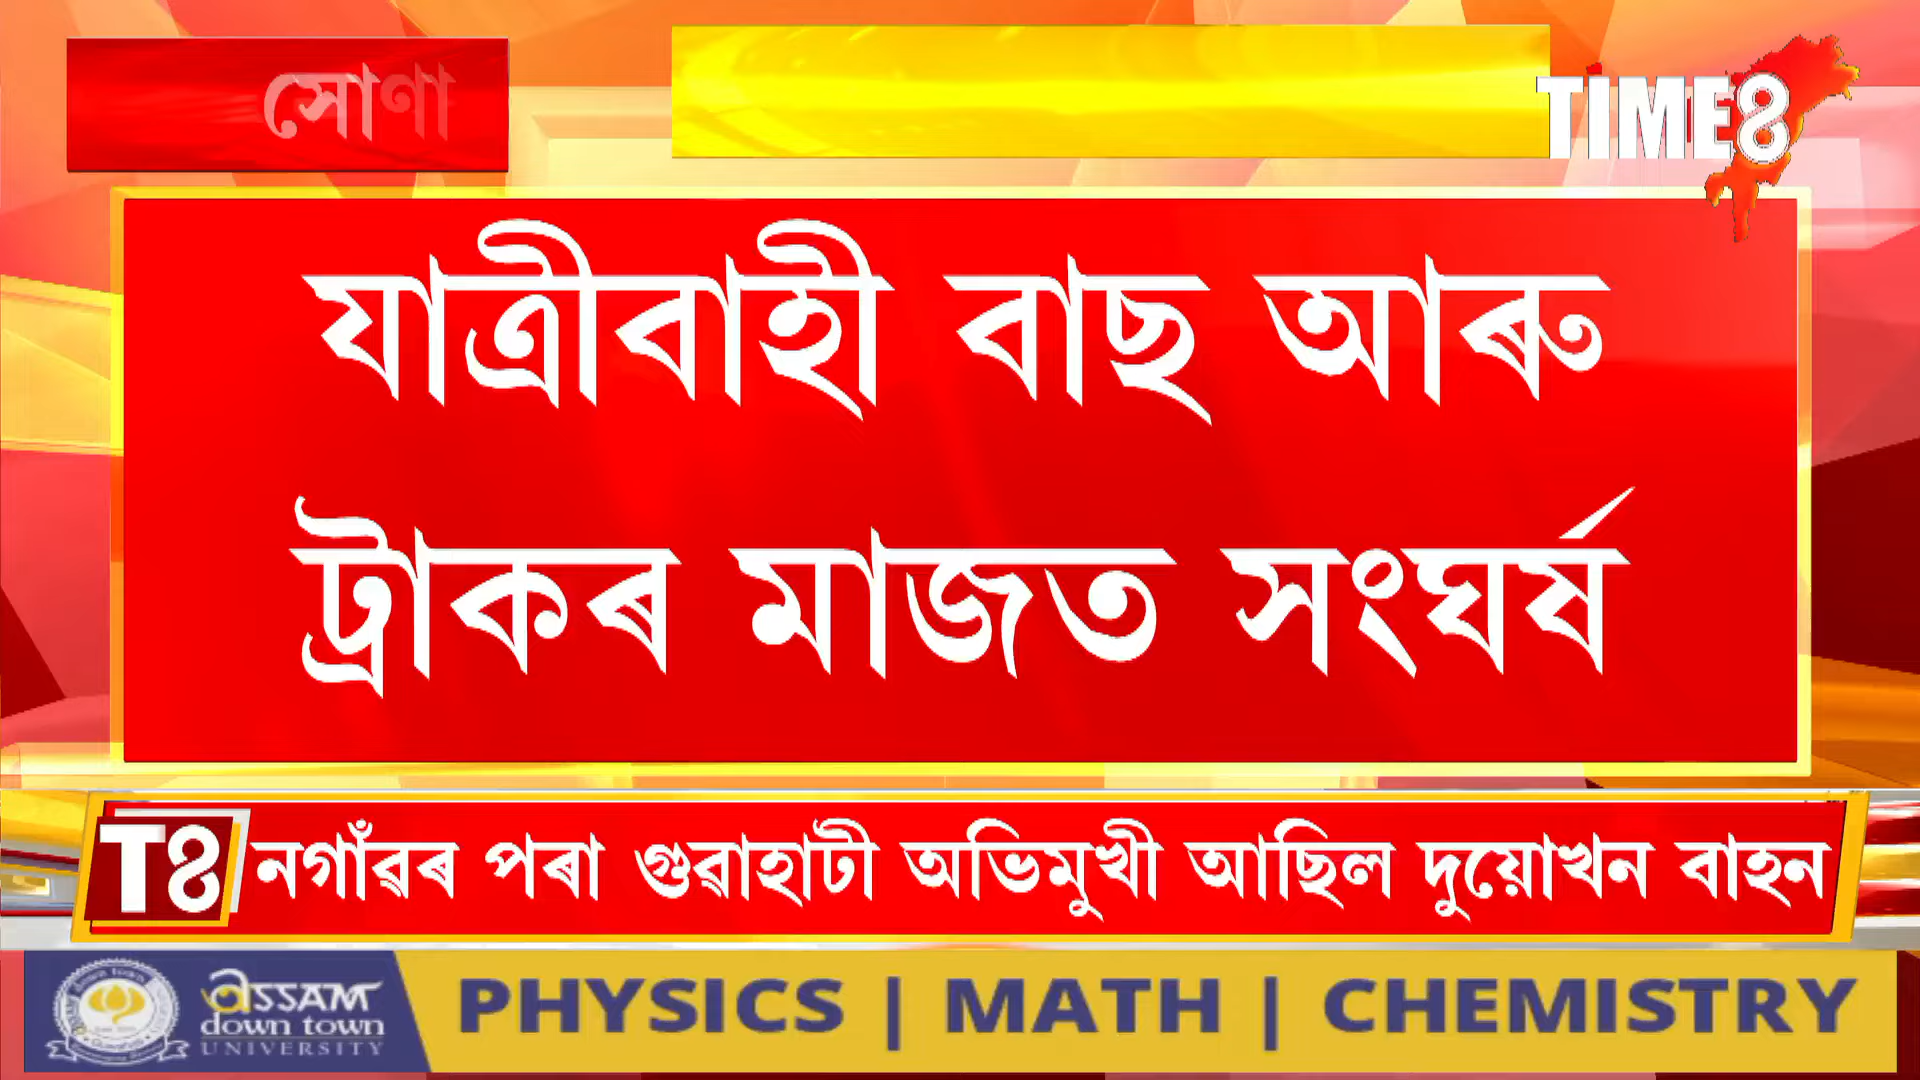 সোণা
TIME8
যাত্ৰীবাহী বাছ আৰু
ট্ৰাকৰ মাজত সংঘৰ্ষ
T8 নগাঁৱৰ পৰা গুৱাহাটী অভিমুখী আছিল দুয়োখন বাহন
ASSAM
down town
UNIVERSITY
PHYSICS | MATH | CHEMISTRY